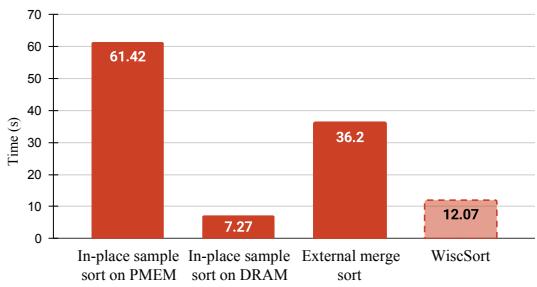 70
60
50
40
30
20
10
0
Time (s)
61.42
7.27
36.2
12.07
In-place sample
sort on PMEM
In-place sample
sort on DRAM
External merge
sort
WiscSort